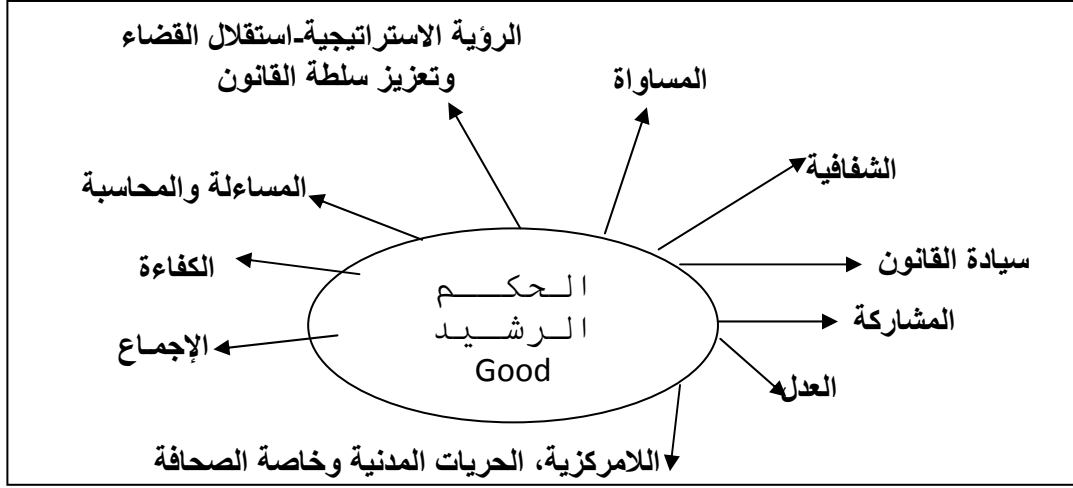 الرؤية الاستراتيجية-استقلال القضاء
وتعزيز سلطة القانون
المساواة
الشفافية
المساءلة والمحاسبة
سيادة القانون
الكفاءة
الحكم
الرشيد
Good
المشاركة
الإجماع
العدل
اللامركزية، الحريات المدنية وخاصة الصحافة